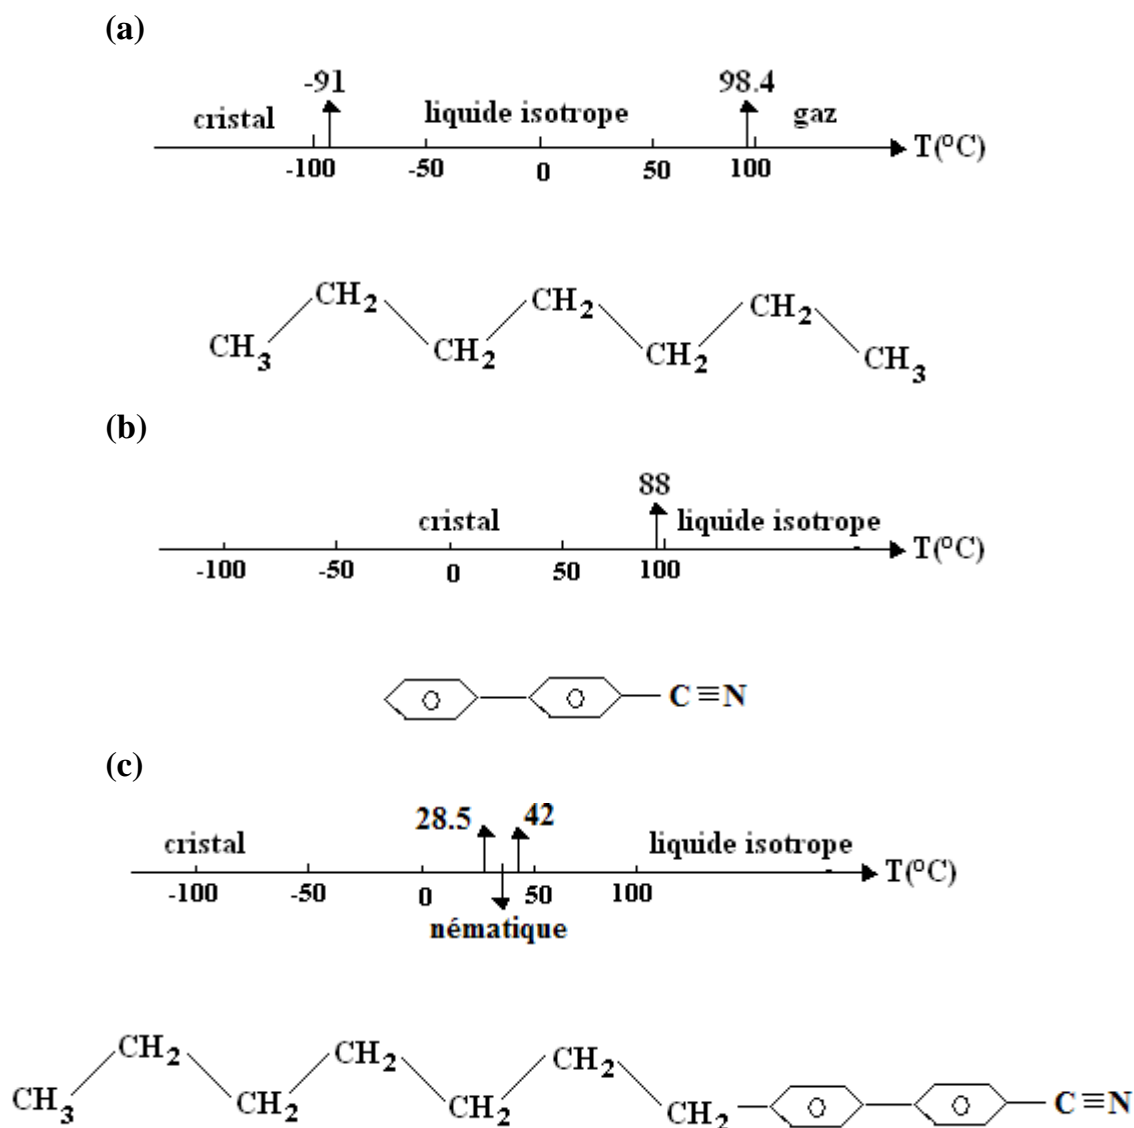 (a)
-91 98.4
cristal liquide isotrope gaz
T(°C)
-100 -50 0 50 100
CH2 CH2 CH2
CH3 CH2 CH2 CH3
(b)
88
cristal liquide isotrope
T(°C)
-100 -50 0 50 100
C≡N
(c)
28.5 42
cristal liquide isotrope
T(°C)
-100 -50 0 50 100
nématique
CH2 CH2 CH2
CH3 CH2 CH2 CH2 C≡N